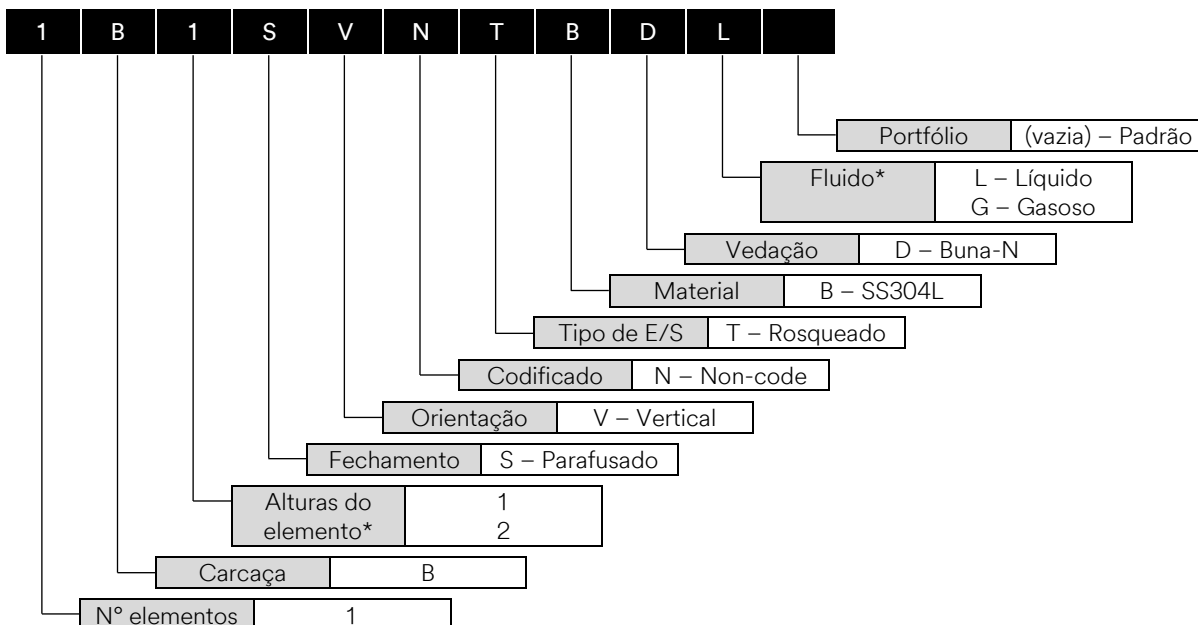 1 B 1 S V N T B D L
Portfólio (vazia) – Padrão
Fluido* L – Líquido
G – Gasoso
Vedação D – Buna-N
Material B – SS304L
Tipo de E/S T – Rosqueado
Codificado N – Non-code
Orientação V – Vertical
Fechamento S – Parafusado
Alturas do 1
elemento* 2
Carcaça B
N° elementos 1